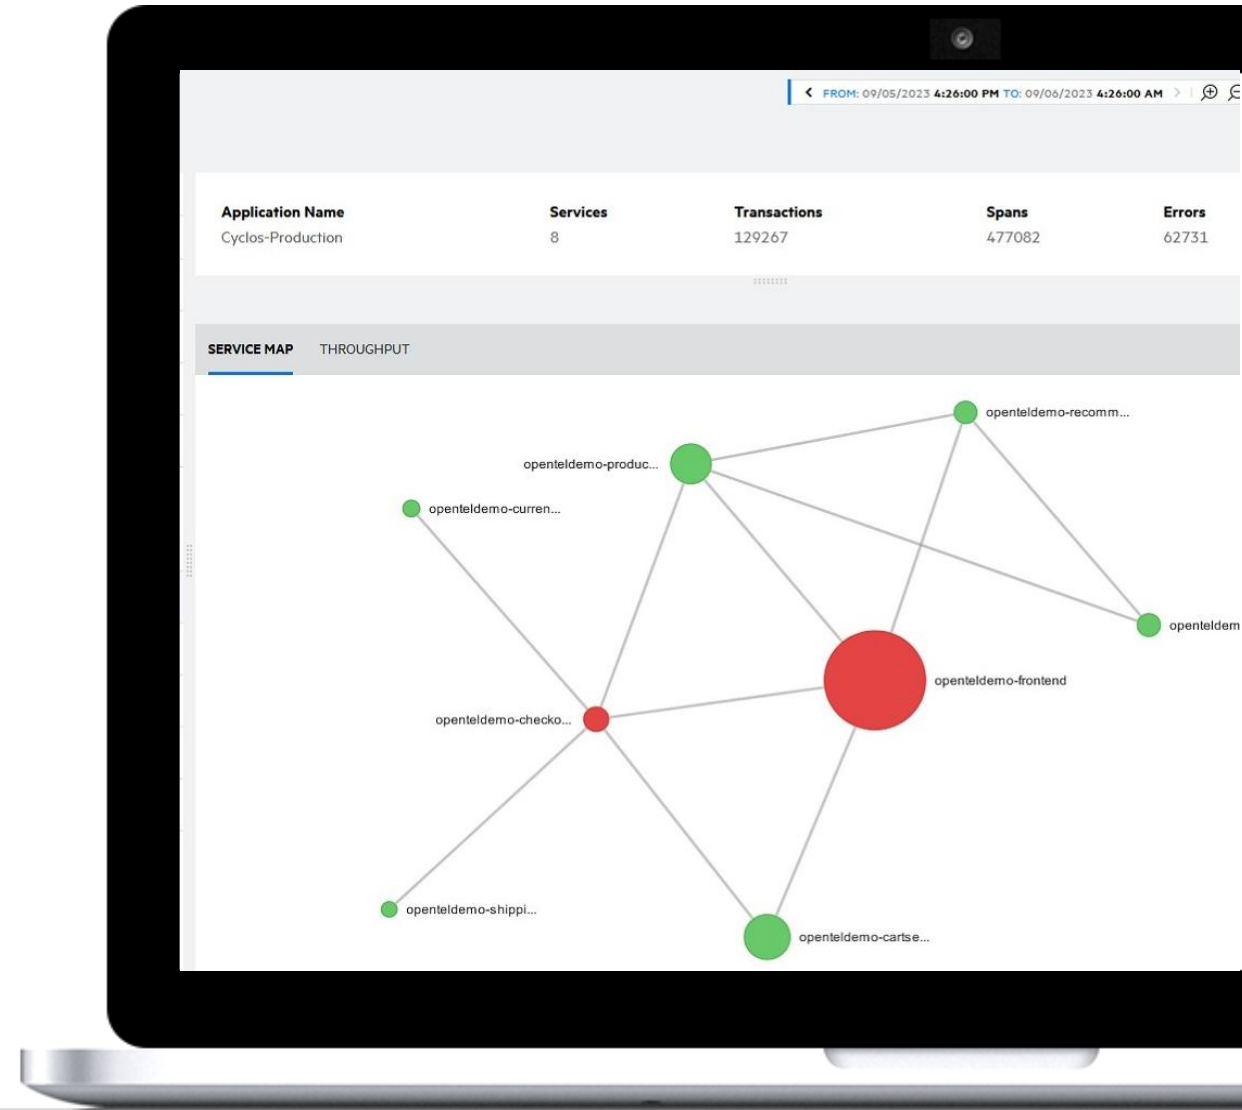 FROM: 09/05/2023 4:26:00 PM TO: 09/06/2023 4:26:00 AM
Application Name Services Transactions Spans Errors
Cyclos-Production 8 129267 477082 62731
SERVICE MAP THROUGHPUT
openteldemo-recomm...
openteldemo-produc...
openteldemo-curren...
openteldem
openteldemo-frontend
openteldemo-checko...
openteldemo-shippi...
openteldemo-cartse...